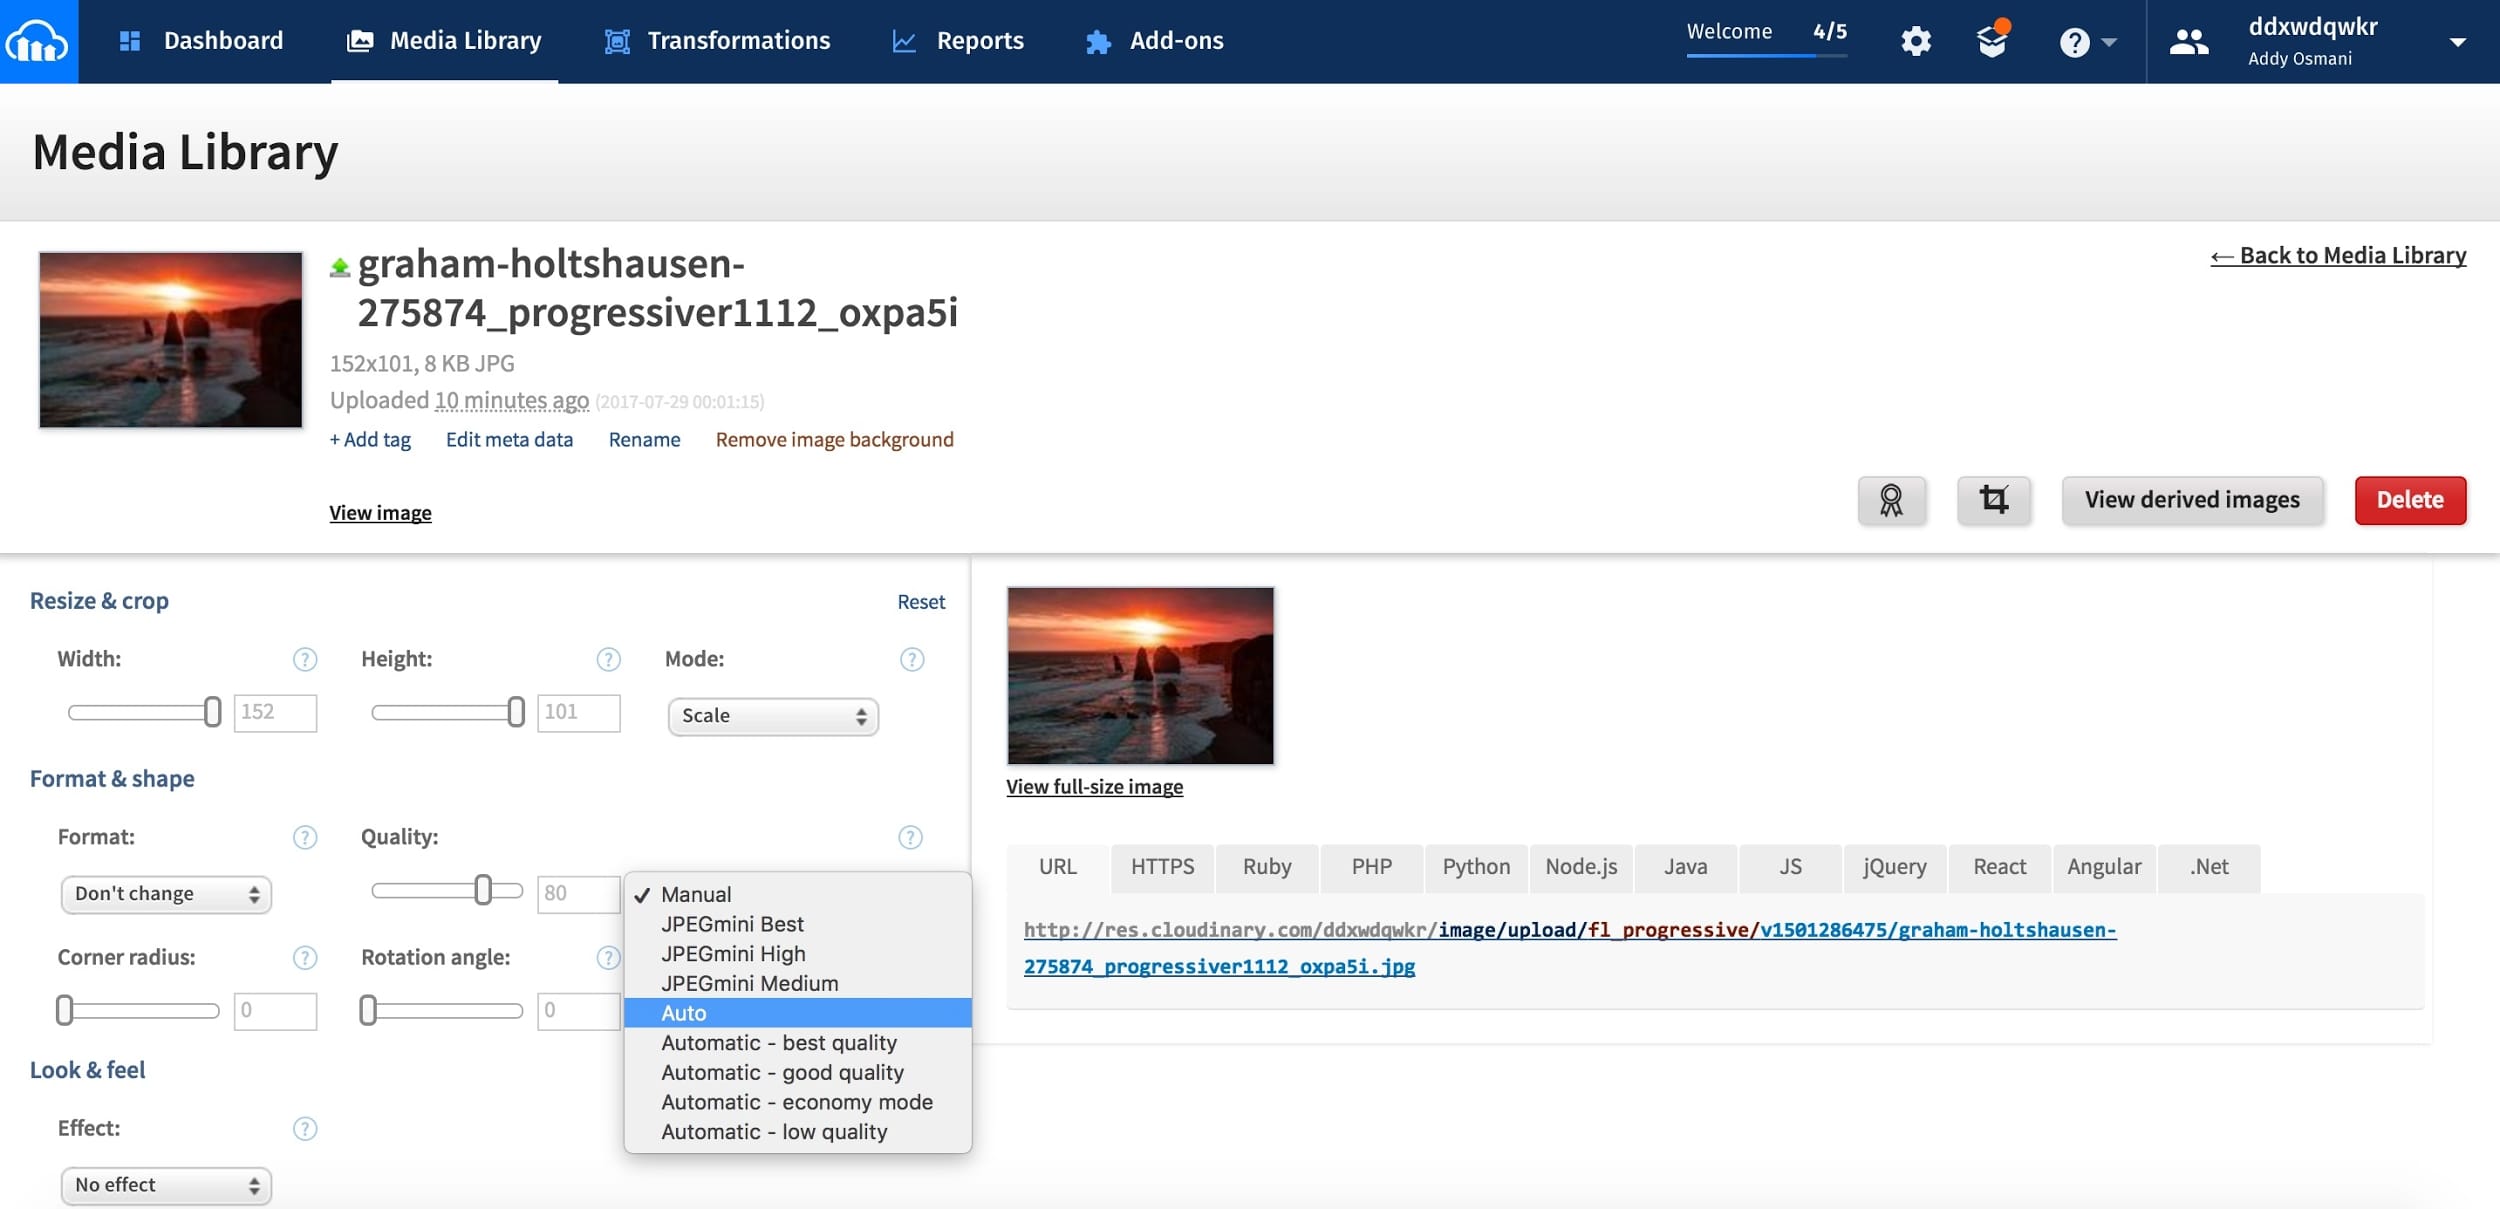 Dashboard Media Library Transformations Reports Add-ons Welcome 4/5 ddxwdqwkr
Addy Osmani
Media Library
graham-holtshausen-
275874_progressiver1112_oxpa5i
← Back to Media Library
152x101, 8 KB JPG
Uploaded 10 minutes ago (2017-07-29 00:01:15)
+ Add tag Edit meta data Rename Remove image background
View image
View derived images Delete
Resize & crop Reset
Width: ? Height: ? Mode: ?
152 101 Scale
Format & shape
Format: ? Quality: ?
Don't change 80
✓ Manual
JPEGmini Best
JPEGmini High
JPEGmini Medium
Auto
Automatic - best quality
Automatic - good quality
Automatic - economy mode
Automatic - low quality
Corner radius: ? Rotation angle: ?
0 0
Look & feel
Effect: ?
No effect
View full-size image
URL HTTPS Ruby PHP Python Node.js Java JS jQuery React Angular .Net
http://res.cloudinary.com/ddxwdqwkr/image/upload/fl_progressive/v1501286475/graham-holtshausen-
275874_progressiver1112_oxpa5i.jpg